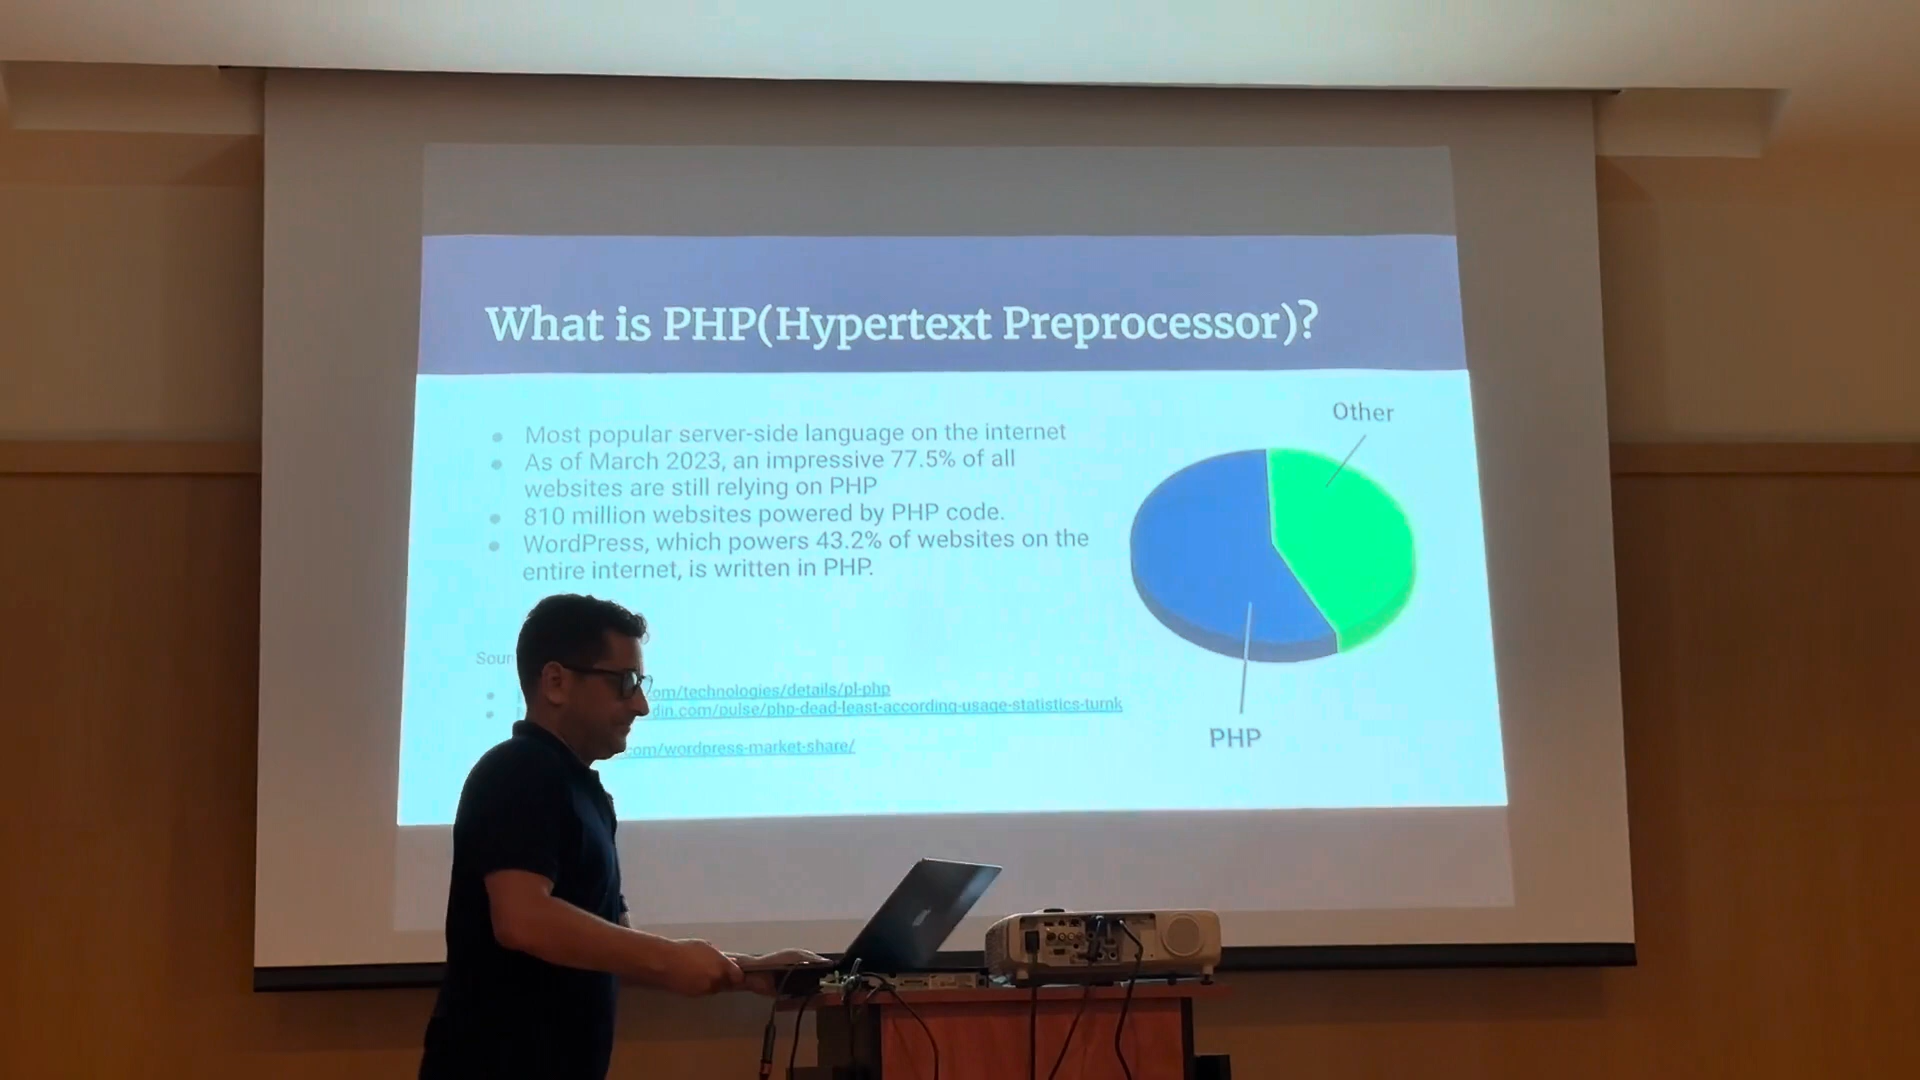 What is PHP(Hypertext Preprocessor)?
Most popular server-side language on the internet
As of March 2023, an impressive 77.5% of all
websites are still relying on PHP
810 million websites powered by PHP code.
WordPress, which powers 43.2% of websites on the
entire internet, is written in PHP.
Other
PHP
Sour
om/technologies/details/pl-php
din.com/pulse/php-dead-least-according-usage-statistics-turnk
com/wordpress-market-share/